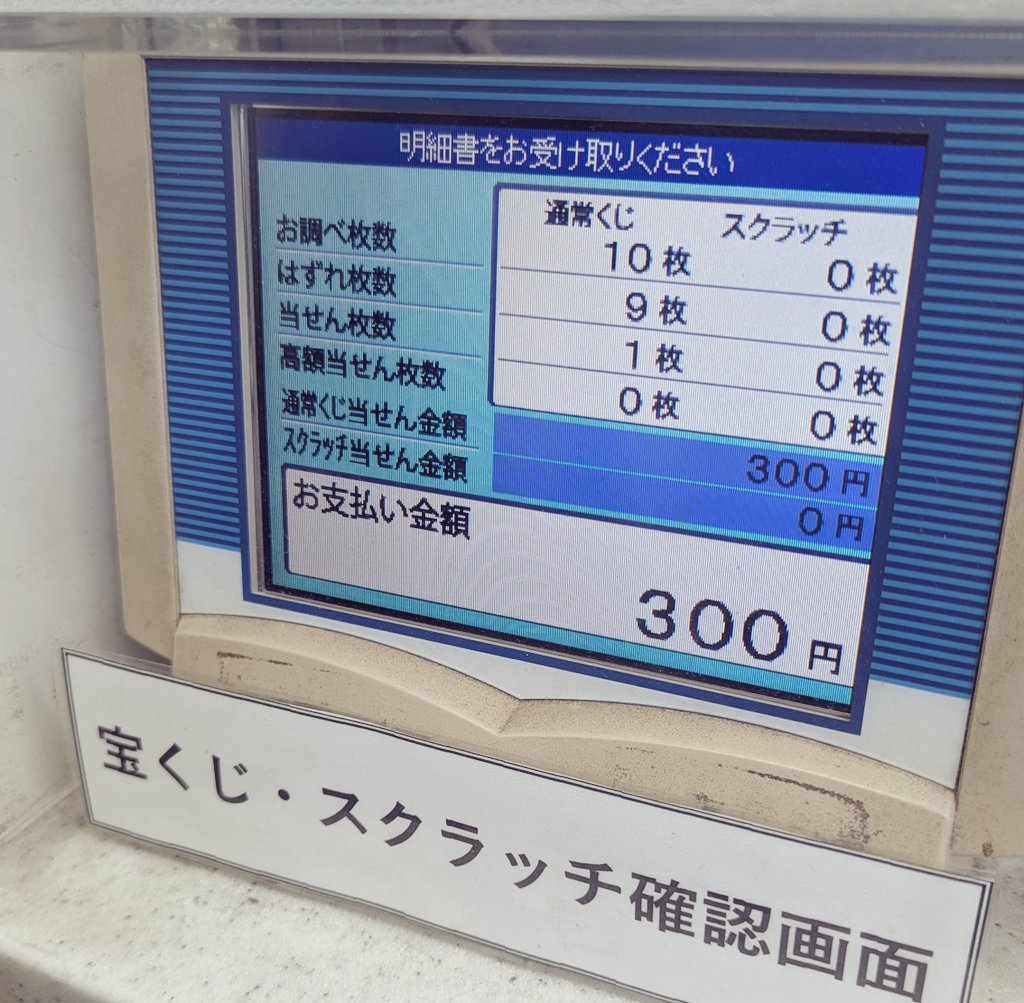 明細書をお受け取りください
通常くじ スクラッチ
お調べ枚数 10枚 0枚
はずれ枚数 9枚 0枚
当せん枚数 1枚 0枚
高額当せん枚数 0枚 0枚
通常くじ当せん金額 300円
スクラッチ当せん金額 0円
お支払い金額
300円
宝くじ・スクラッチ確認画面